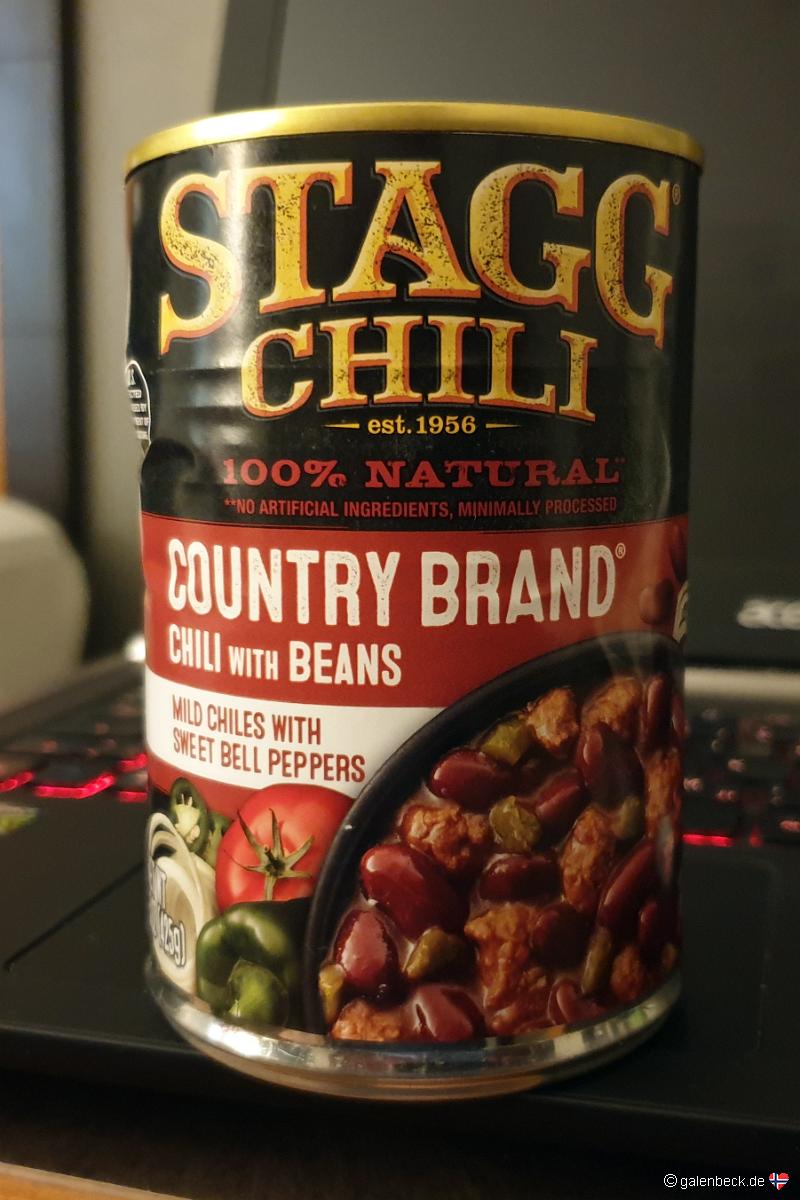 STAGG®
CHILI
est. 1956
100% NATURAL**
**NO ARTIFICIAL INGREDIENTS, MINIMALLY PROCESSED
COUNTRY BRAND®
CHILI WITH BEANS
MILD CHILES WITH
SWEET BELL PEPPERS
(425g)
© galenbeck.de